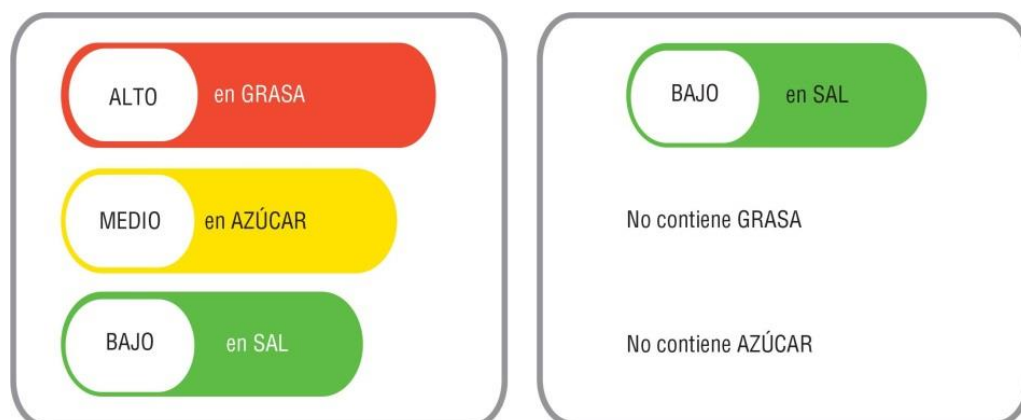 ALTO en GRASA
MEDIO en AZÚCAR
BAJO en SAL
BAJO en SAL
No contiene GRASA
No contiene AZÚCAR